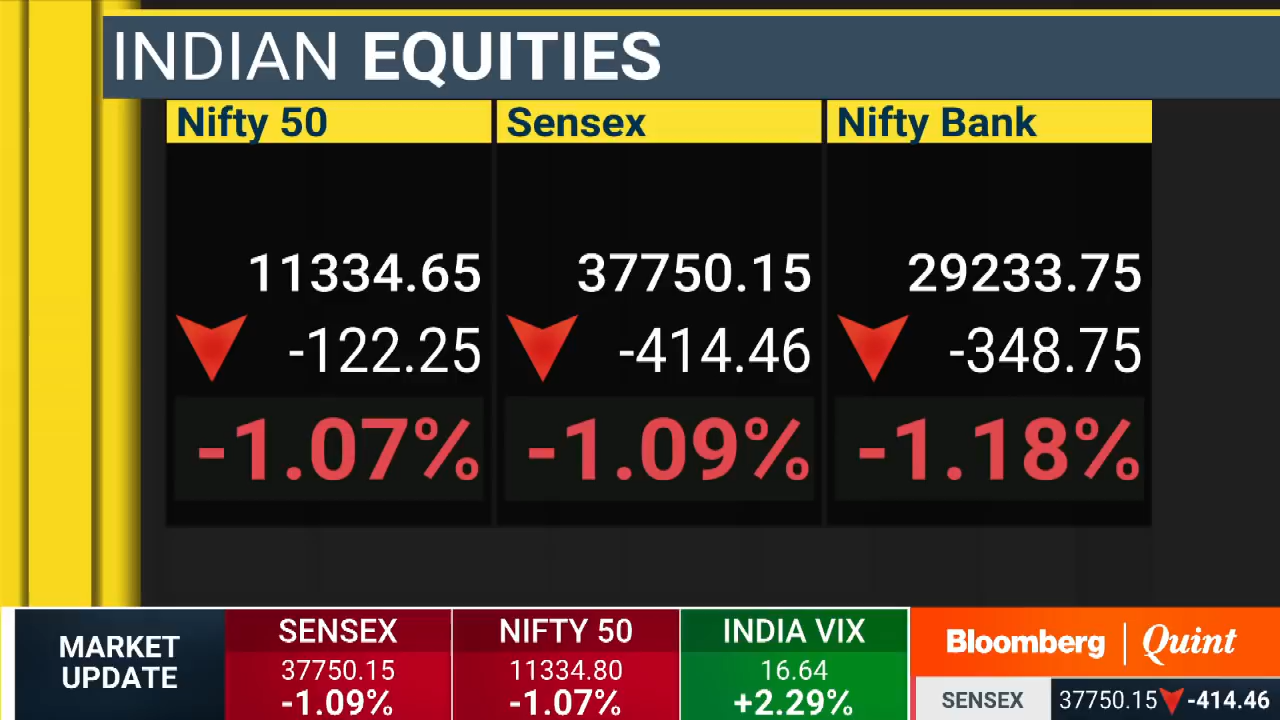 INDIAN EQUITIES
Nifty 50
11334.65
-122.25
-1.07%
Sensex
37750.15
-414.46
-1.09%
Nifty Bank
29233.75
-348.75
-1.18%
MARKET
UPDATE
SENSEX
37750.15
-1.09%
NIFTY 50
11334.80
-1.07%
INDIA VIX
16.64
+2.29%
Bloomberg | Quint
SENSEX 37750.15 -414.46